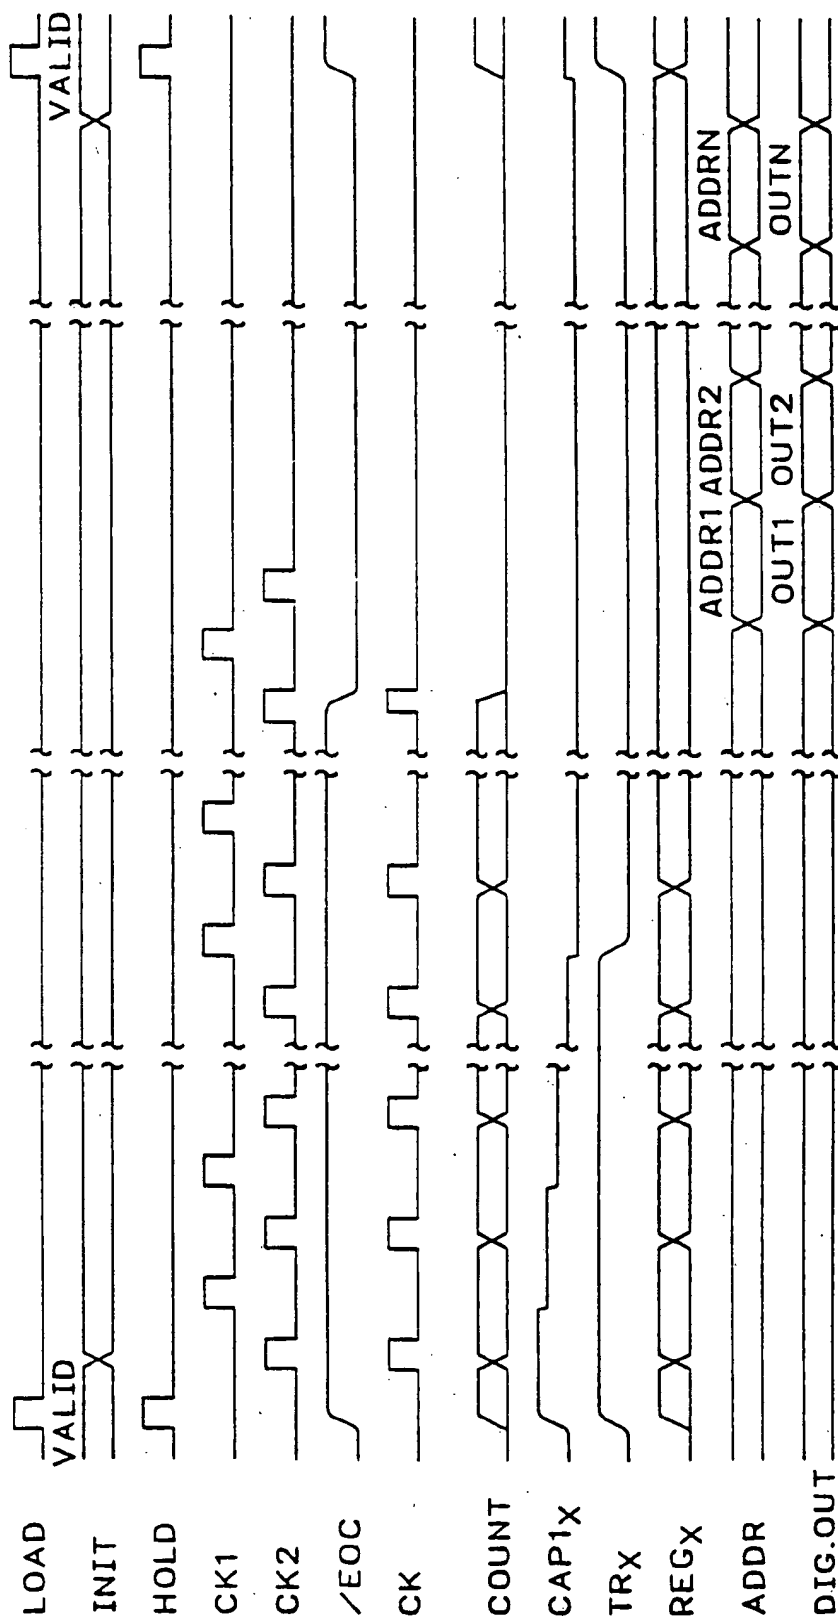 LOAD
VALID
VALID
INIT
HOLD
CK1
CK2
/EOC
CK
COUNT
CAP1X
TRX
REGX
ADDR1 ADDR2 ADDRN
ADDR
OUT1 OUT2 OUTN
DIG.OUT